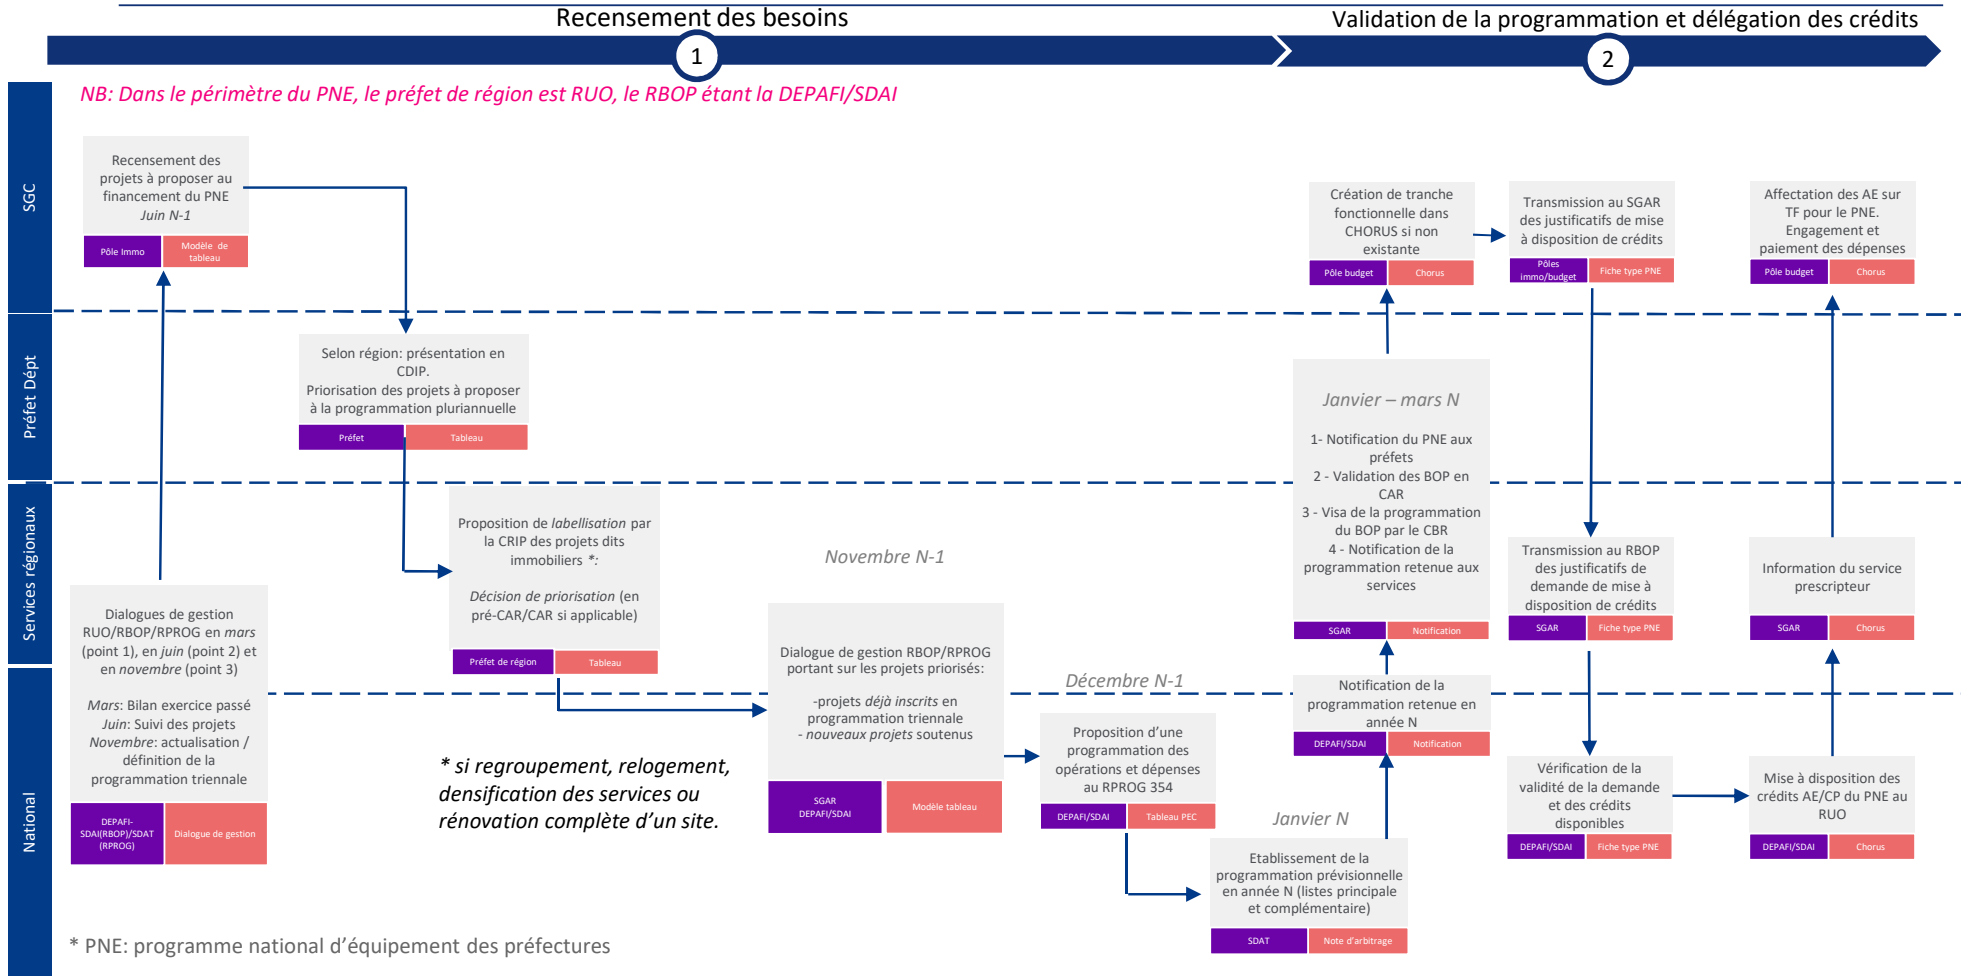 Recensement des besoins
Validation de la programmation et délégation des crédits
1
2
NB: Dans le périmètre du PNE, le préfet de région est RUO, le RBOP étant la DEPAFI/SDAI
SGC
Recensement des
projets à proposer au
financement du PNE
Juin N-1
Pôle Immo
Modèle de
tableau
Création de tranche
fonctionnelle dans
CHORUS si non
existante
Pôle budget
Chorus
Transmission au SGAR
des justificatifs de mise
à disposition de crédits
Pôles
immo/budget
Fiche type PNE
Affectation des AE sur
TF pour le PNE.
Engagement et
paiement des dépenses
Pôle budget
Chorus
Préfet Dépt
Selon région: présentation en
CDIP.
Priorisation des projets à proposer
à la programmation pluriannuelle
Préfet
Tableau
Janvier – mars N
1- Notification du PNE aux
préfets
2 - Validation des BOP en
CAR
3 - Visa de la programmation
du BOP par le CBR
4 - Notification de la
programmation retenue aux
services
SGAR
Notification
Services régionaux
Proposition de labellisation par
la CRIP des projets dits
immobiliers *:
Décision de priorisation (en
pré-CAR/CAR si applicable)
Préfet de région
Tableau
Novembre N-1
Transmission au RBOP
des justificatifs de
demande de mise à
disposition de crédits
SGAR
Fiche type PNE
Information du service
prescripteur
SGAR
Chorus
Dialogues de gestion
RUO/RBOP/RPROG en mars
(point 1), en juin (point 2) et
en novembre (point 3)
Mars: Bilan exercice passé
Juin: Suivi des projets
Novembre: actualisation /
définition de la
programmation triennale
DEPAFI-
SDAI(RBOP)/SDAT
(RPROG)
Dialogue de gestion
Dialogue de gestion RBOP/RPROG
portant sur les projets priorisés:
-projets déjà inscrits en
programmation triennale
- nouveaux projets soutenus
SGAR
DEPAFI/SDAI
Modèle tableau
National
Décembre N-1
Proposition d'une
programmation des
opérations et dépenses
au RPROG 354
DEPAFI/SDAI
Tableau PEC
Notification de la
programmation retenue en
année N
DEPAFI/SDAI
Notification
Janvier N
Etablissement de la
programmation prévisionnelle
en année N (listes principale
et complémentaire)
SDAT
Note d'arbitrage
Vérification de la
validité de la demande
et des crédits
disponibles
DEPAFI/SDAI
Fiche type PNE
Mise à disposition des
crédits AE/CP du PNE au
RUO
DEPAFI/SDAI
Chorus
* si regroupement, relogement,
densification des services ou
rénovation complète d'un site.
* PNE: programme national d'équipement des préfectures